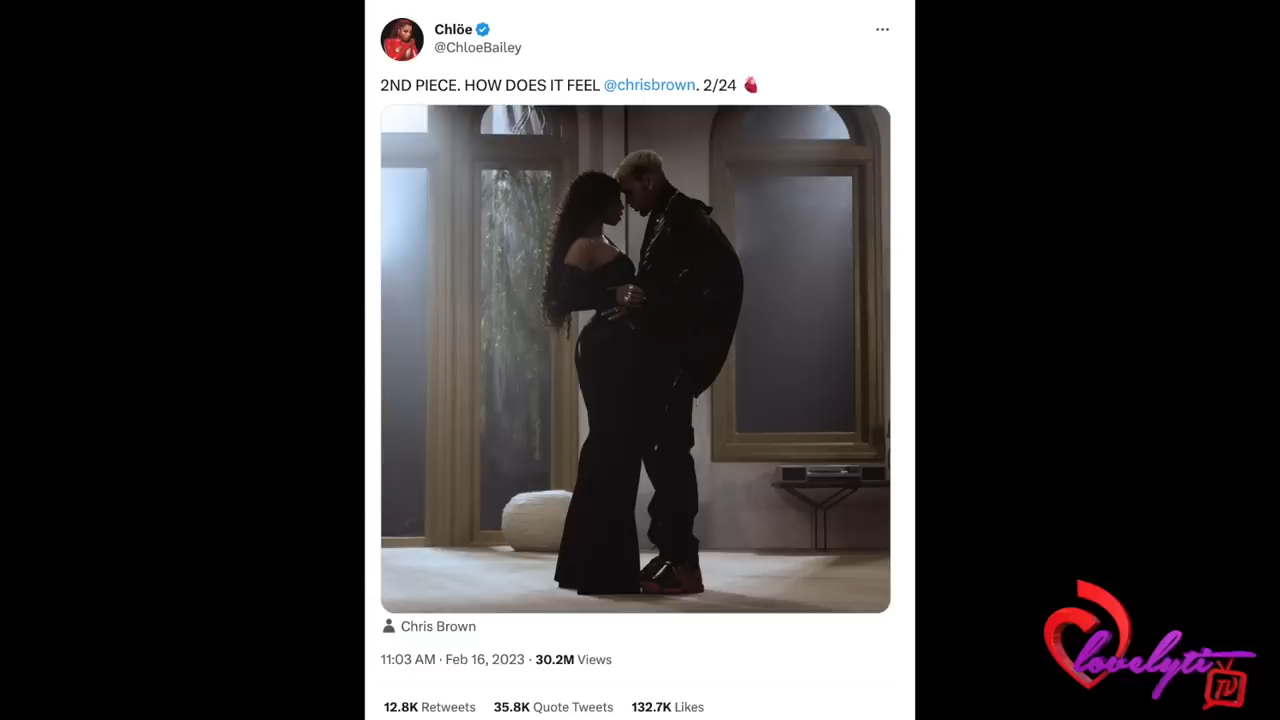 Chlöe
@ChloeBailey
2ND PIECE. HOW DOES IT FEEL @chrisbrown. 2/24 🫀
Chris Brown
11:03 AM · Feb 16, 2023 · 30.2M Views
12.8K Retweets 35.8K Quote Tweets 132.7K Likes
lovelyti
TV